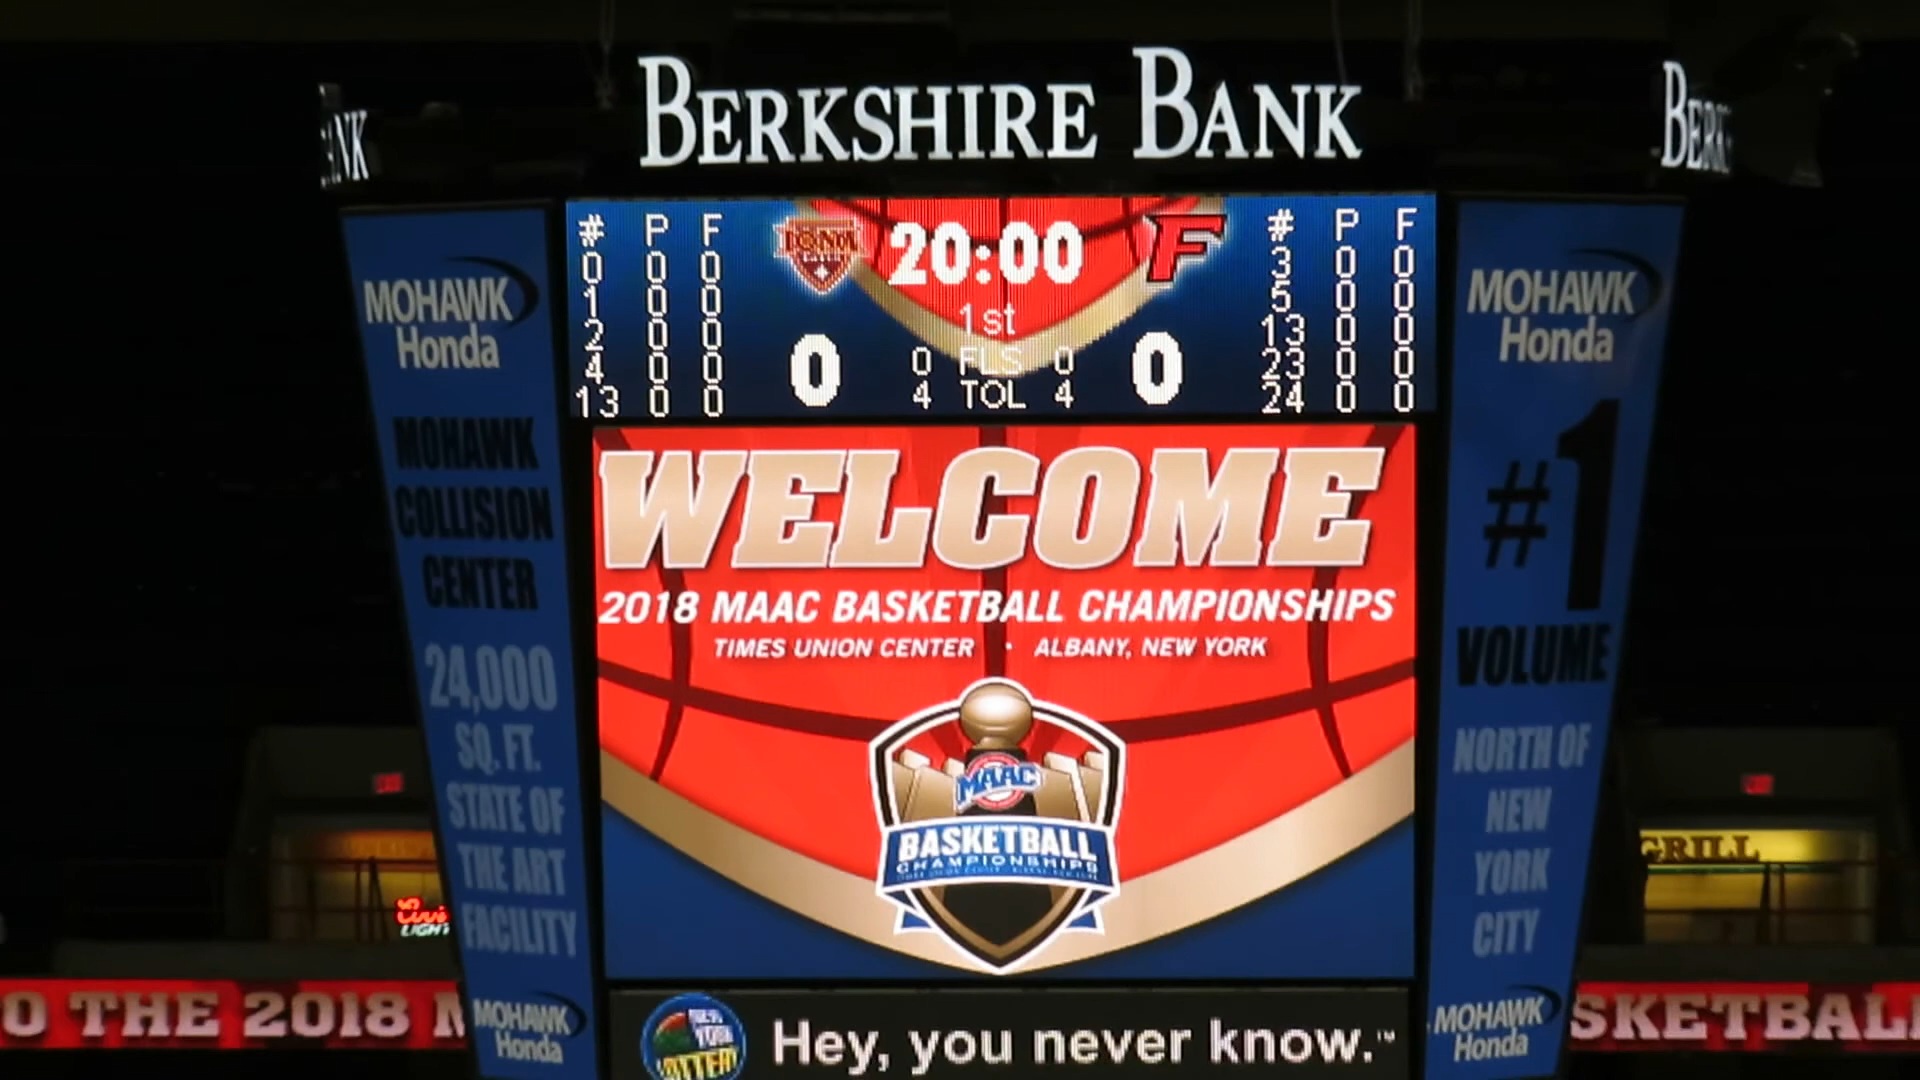 BERKSHIRE BANK
MOHAWK
Honda
MOHAWK
COLLISION
CENTER
24,000
SQ. FT.
STATE OF
THE ART
FACILITY
MOHAWK
Honda
# P F
0 0 0
1 0 0
2 0 0
4 0 0
13 0 0
IONA
20:00
F
1st
0 0 FLS 0 0
4 TOL 4
# P F
3 0 0
5 0 0
13 0 0
23 0 0
24 0 0
WELCOME
2018 MAAC BASKETBALL CHAMPIONSHIPS
TIMES UNION CENTER · ALBANY, NEW YORK
MAAC
BASKETBALL
CHAMPIONSHIPS
Hey, you never know.™
MOHAWK
Honda
#1
VOLUME
NORTH OF
NEW
YORK
CITY
MOHAWK
Honda
GRILL
LIGHT
THE 2018